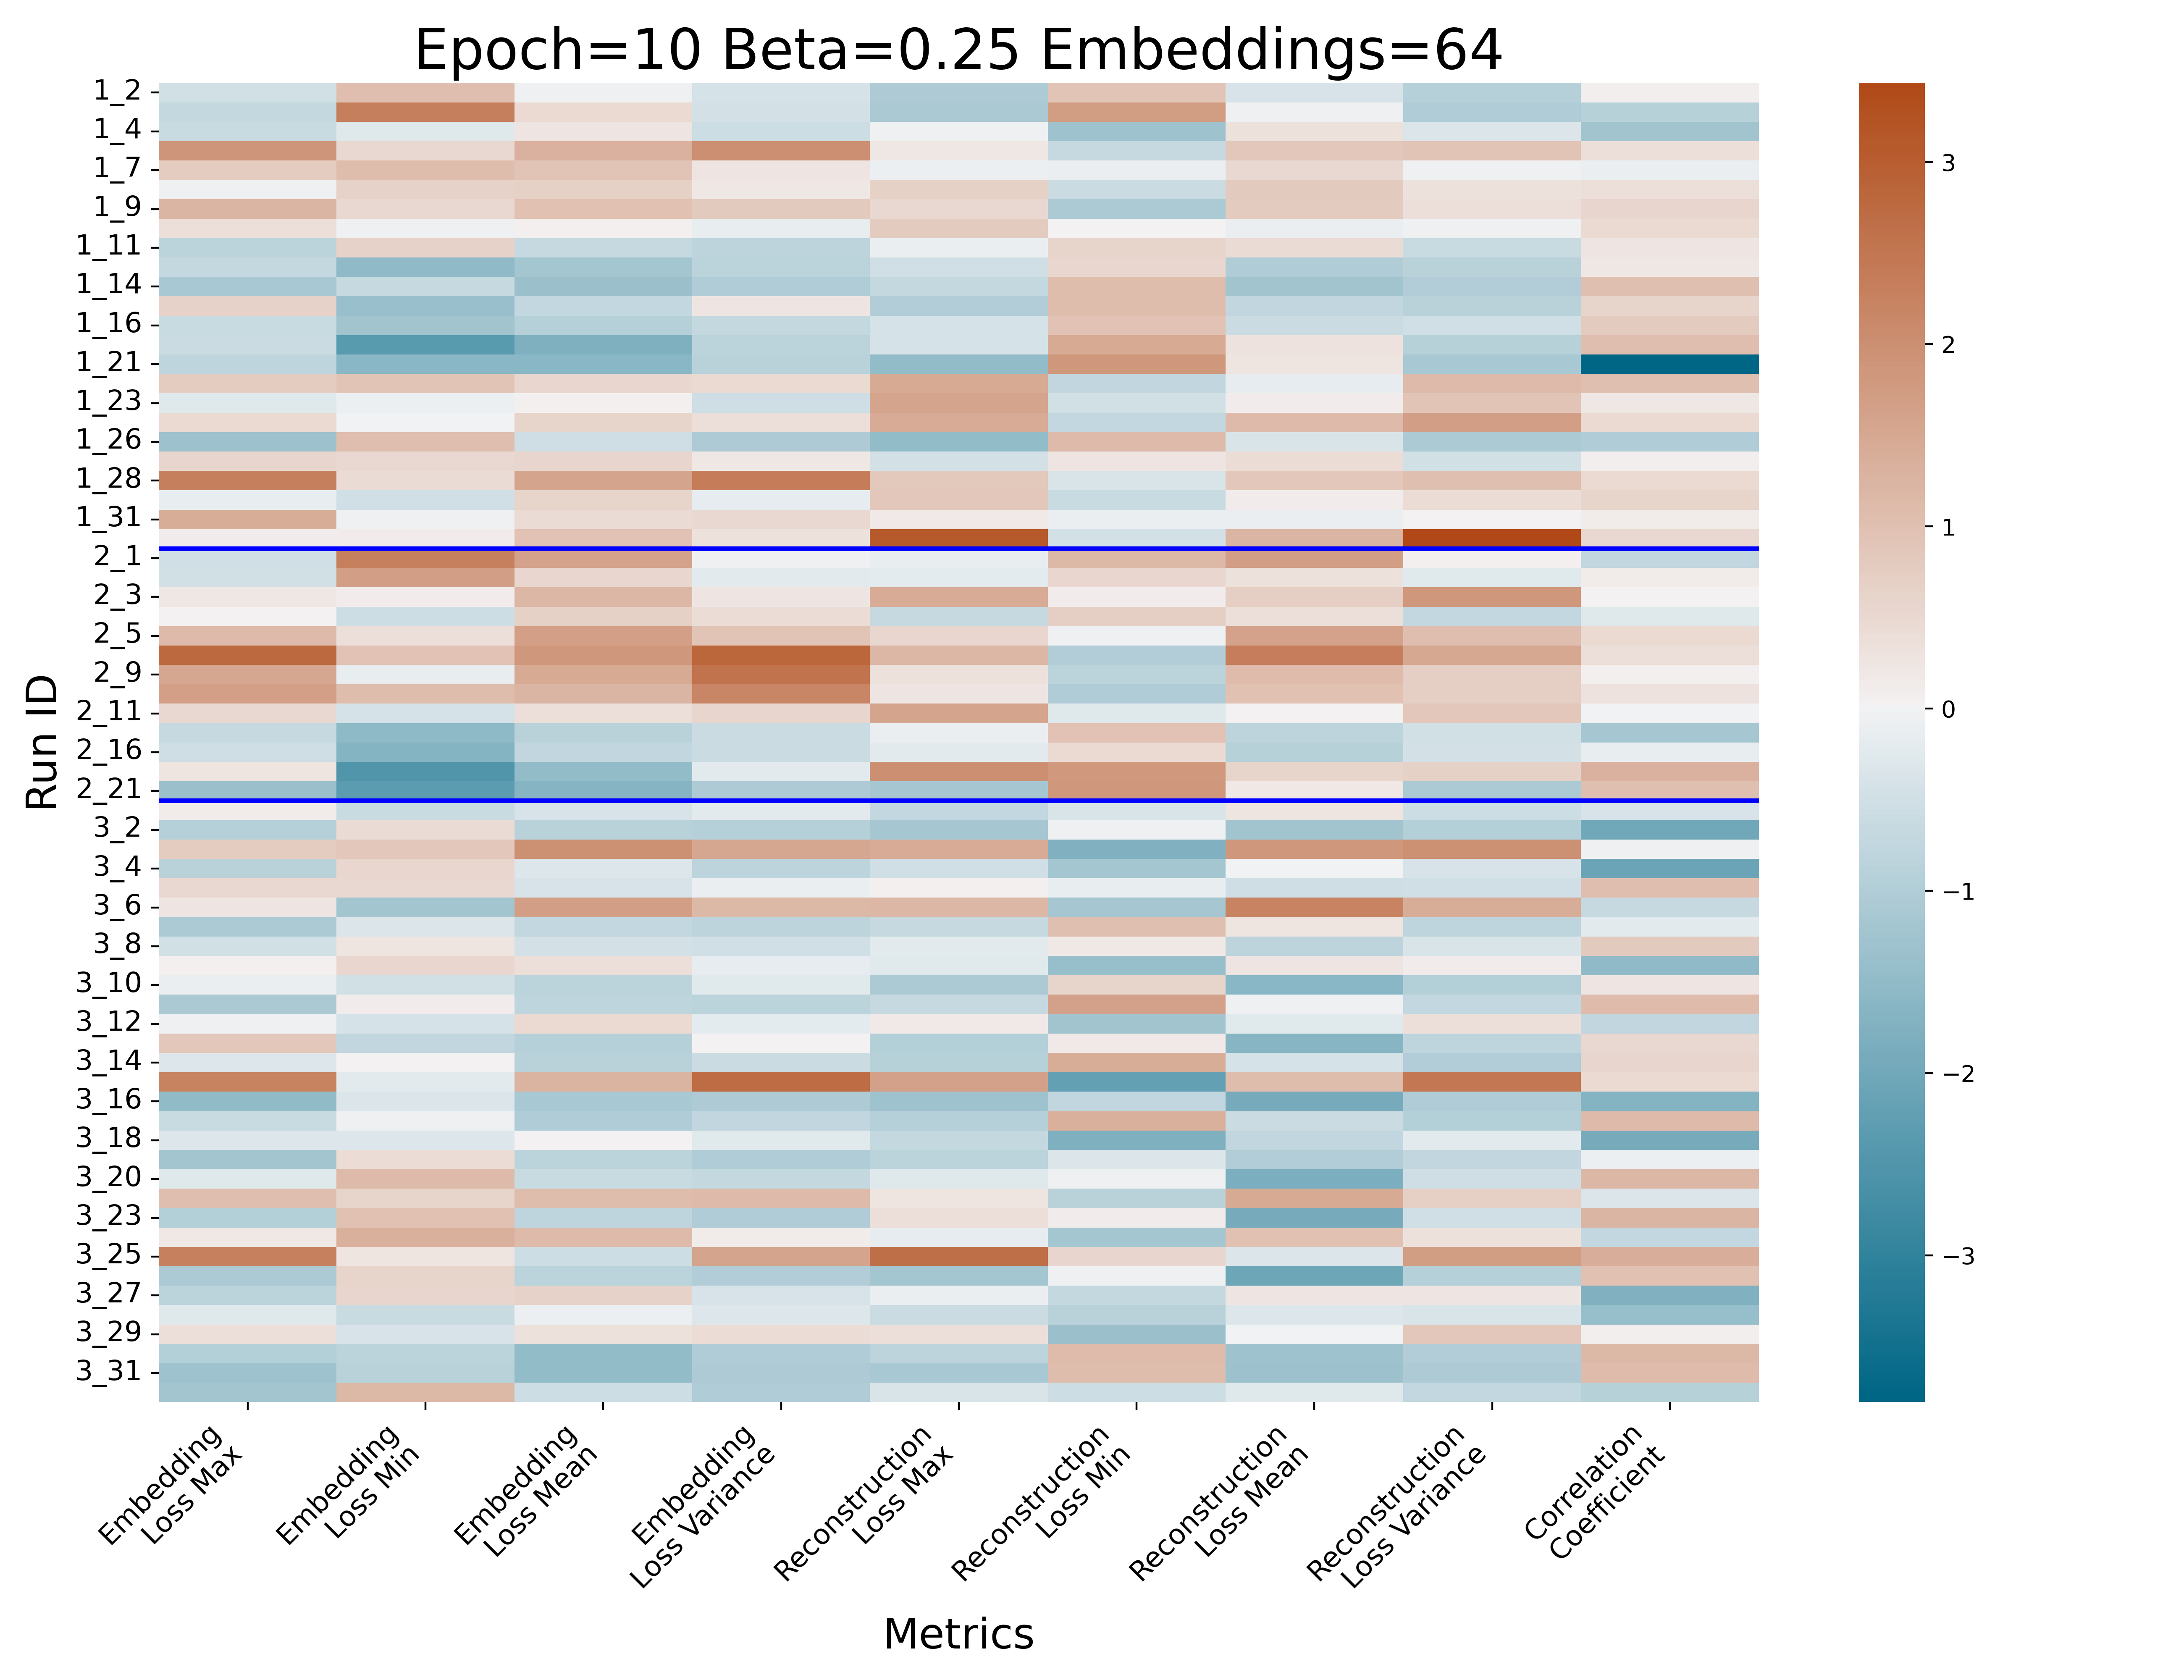 Epoch=10 Beta=0.25 Embeddings=64
1_2
1_4
1_7
1_9
1_11
1_14
1_16
1_21
1_23
1_26
1_28
1_31
2_1
2_3
2_5
2_9
2_11
2_16
2_21
3_2
3_4
3_6
3_8
3_10
3_12
3_14
3_16
3_18
3_20
3_23
3_25
3_27
3_29
3_31
Run ID
Embedding
Loss Max
Embedding
Loss Min
Embedding
Loss Mean
Embedding
Loss Variance
Reconstruction
Loss Max
Reconstruction
Loss Min
Reconstruction
Loss Mean
Reconstruction
Loss Variance
Correlation
Coefficient
Metrics
3
2
1
0
−1
−2
−3